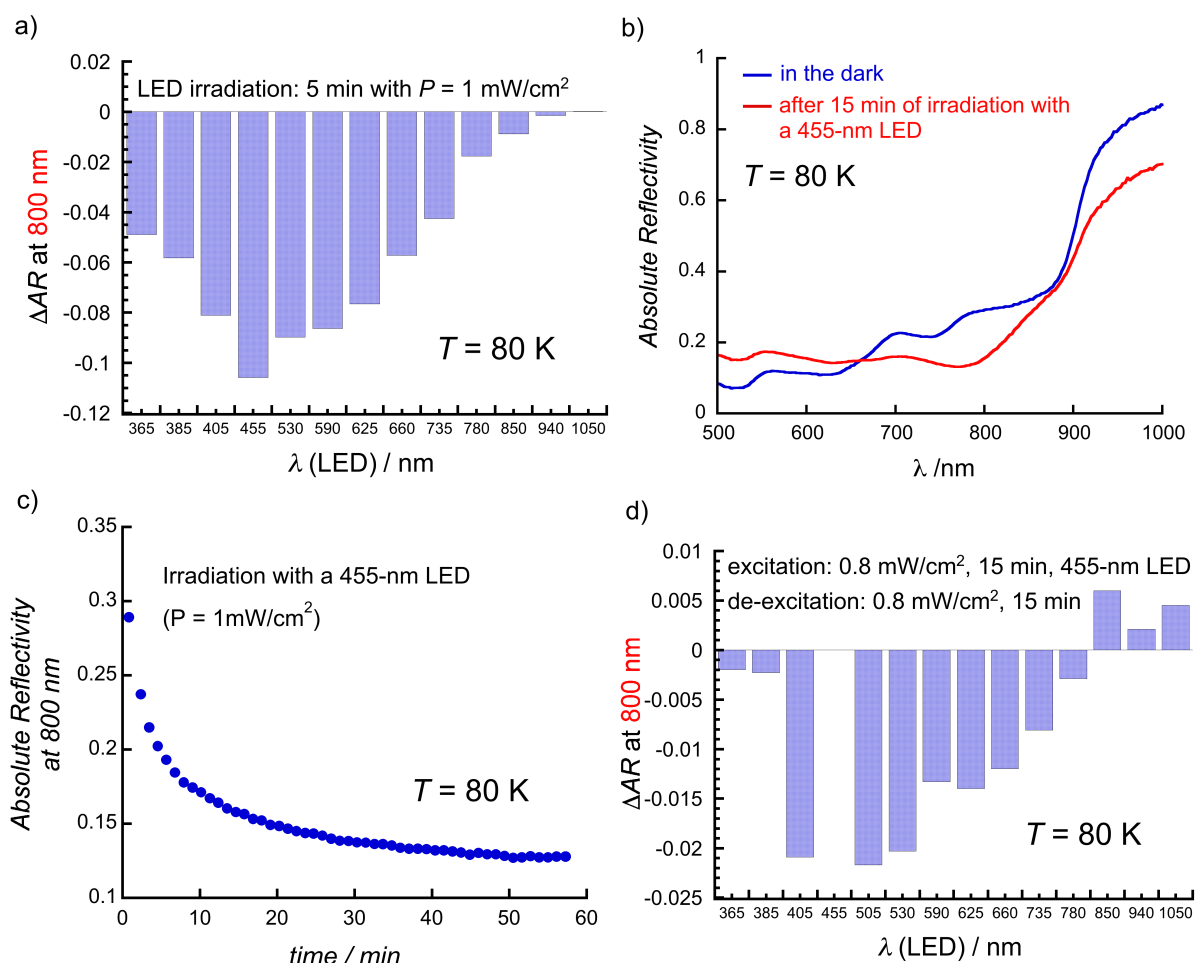 a)
0.02
0
-0.02
-0.04
-0.06
-0.08
-0.1
-0.12
ΔAR at 800 nm
LED irradiation: 5 min with P = 1 mW/cm²
T = 80 K
365 385 405 455 530 590 625 660 735 780 850 940 1050
λ (LED) / nm
b)
1
0.8
0.6
0.4
0.2
0
Absolute Reflectivity
in the dark
after 15 min of irradiation with
a 455-nm LED
T = 80 K
500 600 700 800 900 1000
λ /nm
c)
0.35
0.3
0.25
0.2
0.15
0.1
Absolute Reflectivity
at 800 nm
Irradiation with a 455-nm LED
(P = 1mW/cm²)
T = 80 K
0 10 20 30 40 50 60
time / min
d)
0.01
0.005
0
-0.005
-0.01
-0.015
-0.02
-0.025
ΔAR at 800 nm
excitation: 0.8 mW/cm², 15 min, 455-nm LED
de-excitation: 0.8 mW/cm², 15 min
T = 80 K
365 385 405 455 505 530 590 625 660 735 780 850 940 1050
λ (LED) / nm